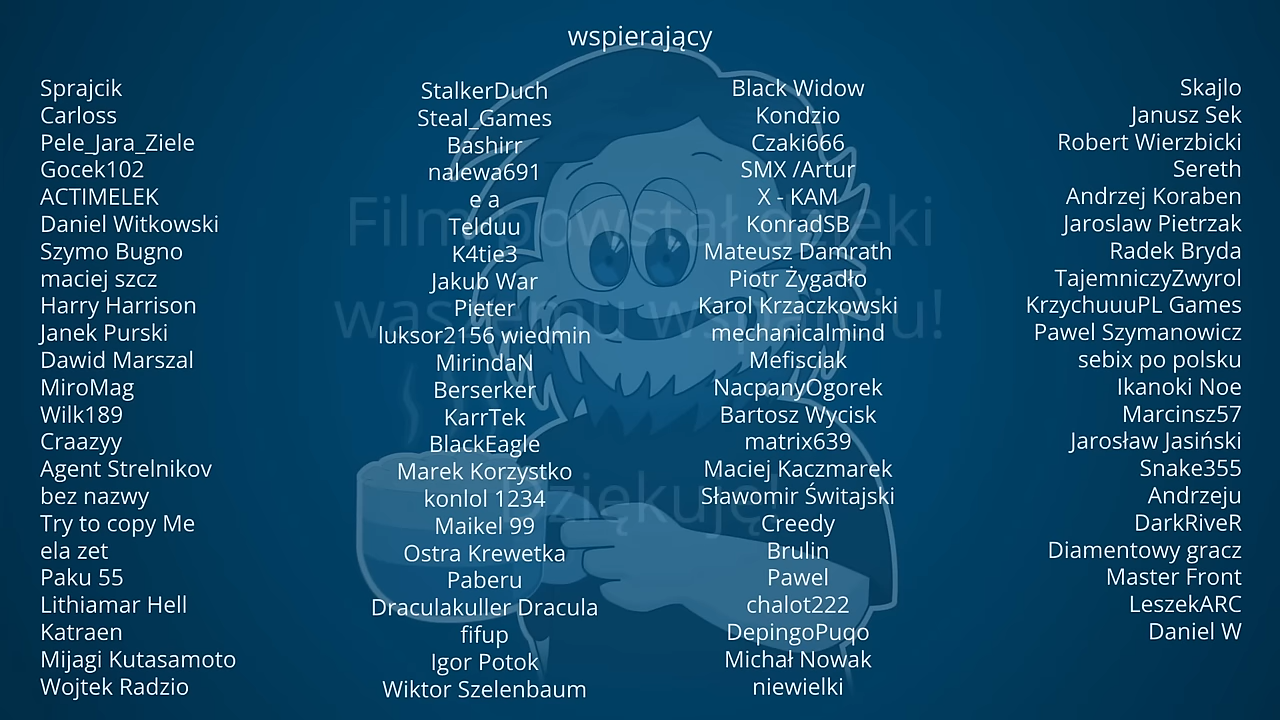 wspierający
Sprajcik
Carloss
Pele_Jara_Ziele
Gocek102
ACTIMELEK
Daniel Witkowski
Szymo Bugno
maciej szcz
Harry Harrison
Janek Purski
Dawid Marszal
MiroMag
Wilk189
Craazyy
Agent Strelnikov
bez nazwy
Try to copy Me
ela zet
Paku 55
Lithiamar Hell
Katraen
Mijagi Kutasamoto
Wojtek Radzio
StalkerDuch
Steal_Games
Bashirr
nalewa691
e a
Telduu
K4tie3
Jakub War
Pieter
luksor2156 wiedmin
MirindaN
Berserker
KarrTek
BlackEagle
Marek Korzystko
konlol 1234
Maikel 99
Ostra Krewetka
Paberu
Draculakuller Dracula
fifup
Igor Potok
Wiktor Szelenbaum
Black Widow
Kondzio
Czaki666
SMX /Artur
X - KAM
KonradSB
Mateusz Damrath
Piotr Żygadło
Karol Krzaczkowski
mechanicalmind
Mefisciak
NacpanyOgorek
Bartosz Wycisk
matrix639
Maciej Kaczmarek
Sławomir Świtajski
Creedy
Brulin
Pawel
chalot222
DepingoPuqo
Michał Nowak
niewielki
Skajlo
Janusz Sek
Robert Wierzbicki
Sereth
Andrzej Koraben
Jaroslaw Pietrzak
Radek Bryda
TajemniczyZwyrol
KrzychuuuPL Games
Pawel Szymanowicz
sebix po polsku
Ikanoki Noe
Marcinsz57
Jarosław Jasiński
Snake355
Andrzeju
DarkRiveR
Diamentowy gracz
Master Front
LeszekARC
Daniel W
Film powstał dzięki
waszemu wsparciu!
Dziękuję!